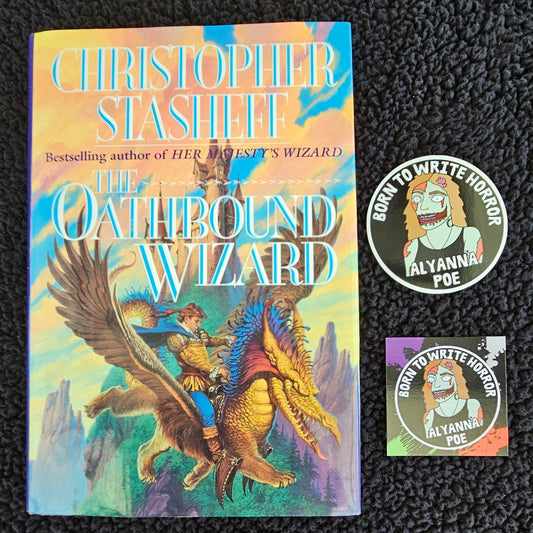 CHRISTOPHER
STASHEFF
Bestselling author of HER MAJESTY'S WIZARD
THE
OATHBOUND
WIZARD
BORN TO WRITE HORROR
ALYANNA
POE
BORN TO WRITE HORROR
ALYANNA
POE